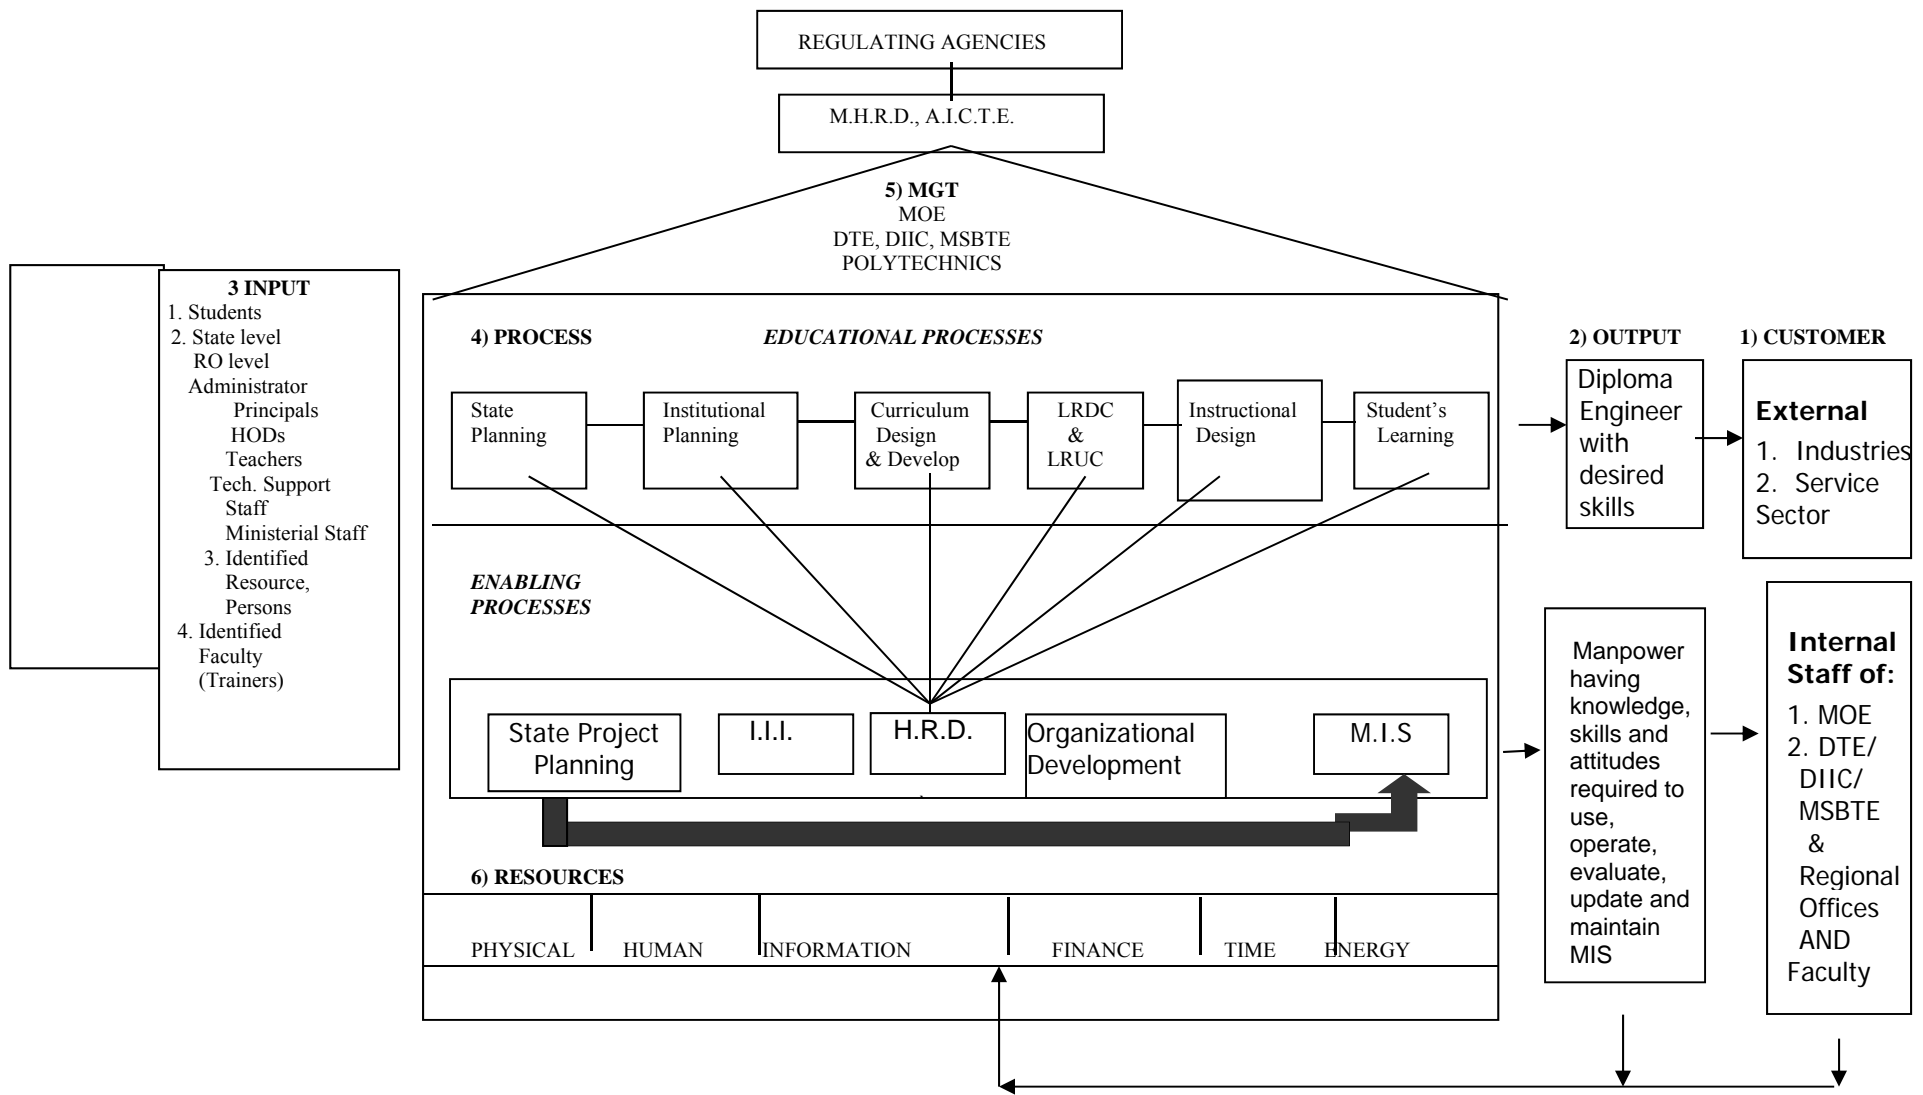 REGULATING AGENCIES
M.H.R.D., A.I.C.T.E.
5) MGT
MOE
DTE, DIIC, MSBTE
POLYTECHNICS
3 INPUT
1. Students
2. State level
RO level
Administrator
Principals
HODs
Teachers
Tech. Support
Staff
Ministerial Staff
3. Identified
Resource,
Persons
4. Identified
Faculty
(Trainers)
4) PROCESS
EDUCATIONAL PROCESSES
State
Planning
Institutional
Planning
Curriculum
Design
& Develop
LRDC
&
LRUC
Instructional
Design
Student's
Learning
ENABLING
PROCESSES
State Project
Planning
I.I.I.
H.R.D.
Organizational
Development
M.I.S
6) RESOURCES
PHYSICAL
HUMAN
INFORMATION
FINANCE
TIME
ENERGY
2) OUTPUT
Diploma
Engineer
with
desired
skills
1) CUSTOMER
External
1. Industries
2. Service
Sector
Manpower
having
knowledge,
skills and
attitudes
required to
use,
operate,
evaluate,
update and
maintain
MIS
Internal
Staff of:
1. MOE
2. DTE/
DIIC/
MSBTE
&
Regional
Offices
AND
Faculty